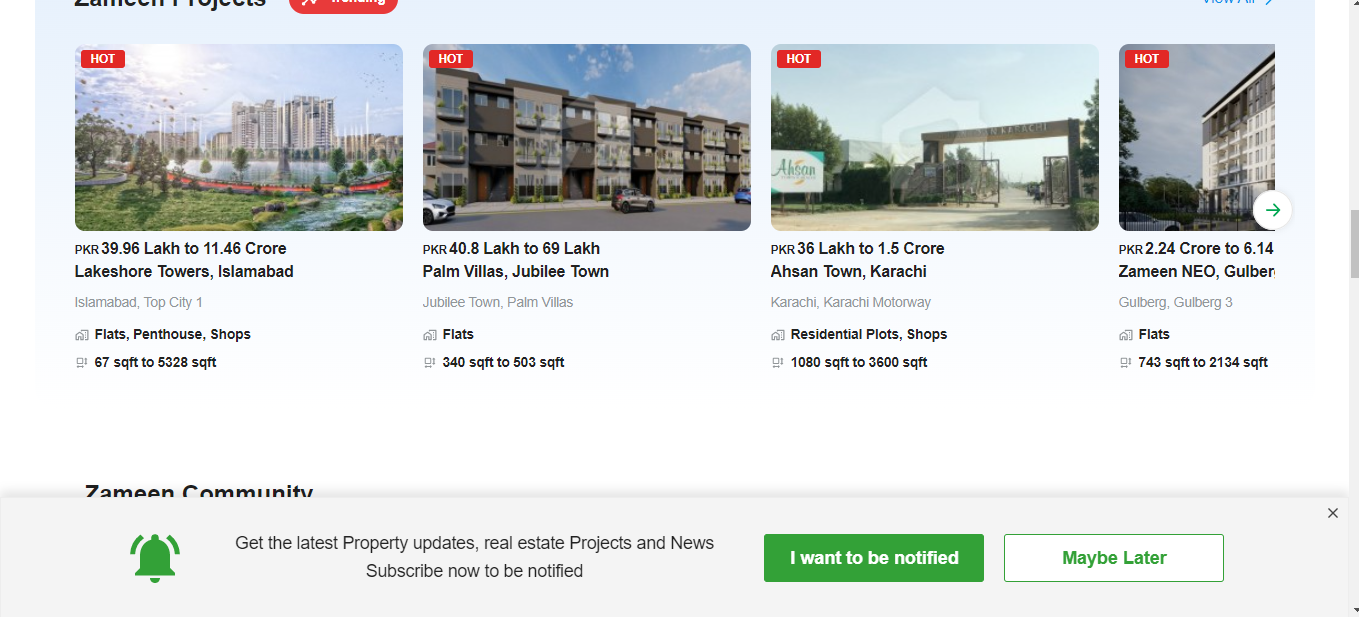 Zameen Projects
Trending
View All
HOT
HOT
HOT
HOT
Ahsan
AHSAN KARACHI
PKR 39.96 Lakh to 11.46 Crore
Lakeshore Towers, Islamabad
Islamabad, Top City 1
Flats, Penthouse, Shops
67 sqft to 5328 sqft
PKR 40.8 Lakh to 69 Lakh
Palm Villas, Jubilee Town
Jubilee Town, Palm Villas
Flats
340 sqft to 503 sqft
PKR 36 Lakh to 1.5 Crore
Ahsan Town, Karachi
Karachi, Karachi Motorway
Residential Plots, Shops
1080 sqft to 3600 sqft
PKR 2.24 Crore to 6.14
Zameen NEO, Gulberg
Gulberg, Gulberg 3
Flats
743 sqft to 2134 sqft
Zameen Community
Get the latest Property updates, real estate Projects and News
Subscribe now to be notified
I want to be notified
Maybe Later